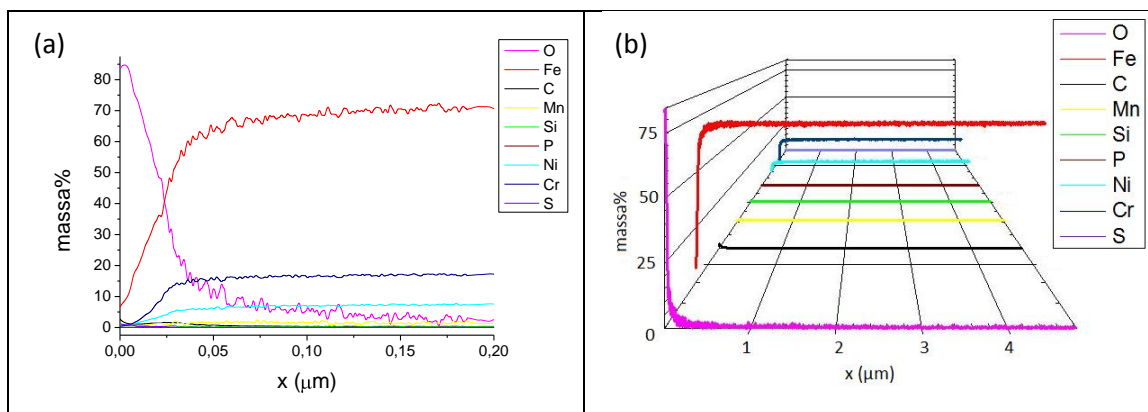 (a)
O
Fe
C
Mn
Si
P
Ni
Cr
S
massa%
80
70
60
50
40
30
20
10
0
0,00 0,05 0,10 0,15 0,20
x (μm)
(b)
O
Fe
C
Mn
Si
P
Ni
Cr
S
massa%
75
50
25
0
1 2 3 4
x (μm)